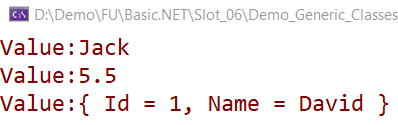 D:\Demo\FU\Basic.NET\Slot_06\Demo_Generic_Classes
Value:Jack
Value:5.5
Value:{ Id = 1, Name = David }